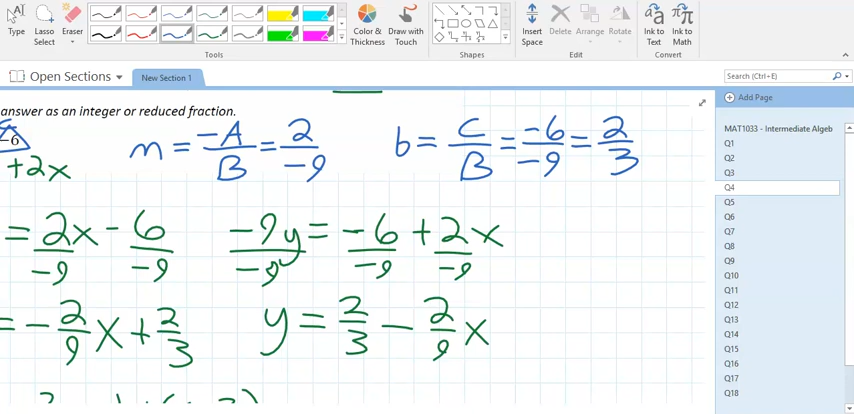 Type
Lasso
Select
Eraser
Color &
Thickness
Draw with
Touch
Insert
Space
Delete
Arrange
Rotate
Ink to
Text
Ink to
Math
Tools
Shapes
Edit
Convert
Open Sections
New Section 1
Search (Ctrl+E)
Add Page
MAT1033 - Intermediate Algeb
Q1
Q2
Q3
Q4
Q5
Q6
Q7
Q8
Q9
Q10
Q11
Q12
Q13
Q14
Q15
Q16
Q17
Q18
answer as an integer or reduced fraction.
-6
+2x
m = -A/B = 2/-9
b = C/B = -6/-9 = 2/3
= 2x/-9 - 6/-9
-9y/-9 = -6/-9 + 2x/-9
= -2/9 x + 2/3
y = 2/3 - 2/9 x